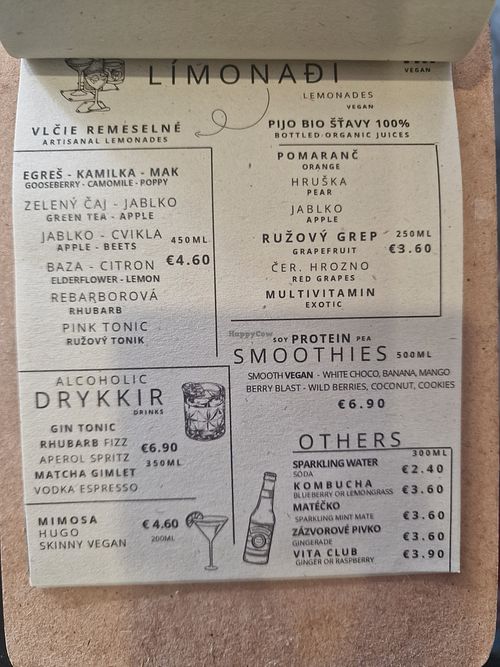 LÍMONAÐI
VEGAN
LEMONADES
VEGAN
VLČIE REMESELNÉ
ARTISANAL LEMONADES
EGREŠ - KAMILKA - MAK
GOOSEBERRY - CAMOMILE - POPPY
ZELENÝ ČAJ - JABLKO
GREEN TEA - APPLE
JABLKO - CVIKLA
APPLE - BEETS
450ML
€4.60
BAZA - CITRON
ELDERFLOWER - LEMON
REBARBOROVÁ
RHUBARB
PINK TONIC
RUŽOVÝ TONIK
PIJO BIO ŠŤAVY 100%
BOTTLED ORGANIC JUICES
POMARANČ
ORANGE
HRUŠKA
PEAR
JABLKO
APPLE
RUŽOVÝ GREP
GRAPEFRUIT
250ML
€3.60
ČER. HROZNO
RED GRAPES
MULTIVITAMIN
EXOTIC
HappyCow
SOY PROTEIN PEA
SMOOTHIES 500ML
SMOOTH VEGAN - WHITE CHOCO, BANANA, MANGO
BERRY BLAST - WILD BERRIES, COCONUT, COOKIES
€6.90
ALCOHOLIC
DRYKKIR
DRINKS
GIN TONIC
RHUBARB FIZZ
APEROL SPRITZ
MATCHA GIMLET
VODKA ESPRESSO
€6.90
350ML
MIMOSA
HUGO
SKINNY VEGAN
€4.60
200ML
OTHERS
300ML
SPARKLING WATER €2.40
SODA
KOMBUCHA €3.60
BLUEBERRY OR LEMONGRASS
MATÉČKO €3.60
SPARKLING MINT MATE
ZÁZVOROVÉ PIVKO €3.60
GINGERADE
VITA CLUB €3.90
GINGER OR RASPBERRY